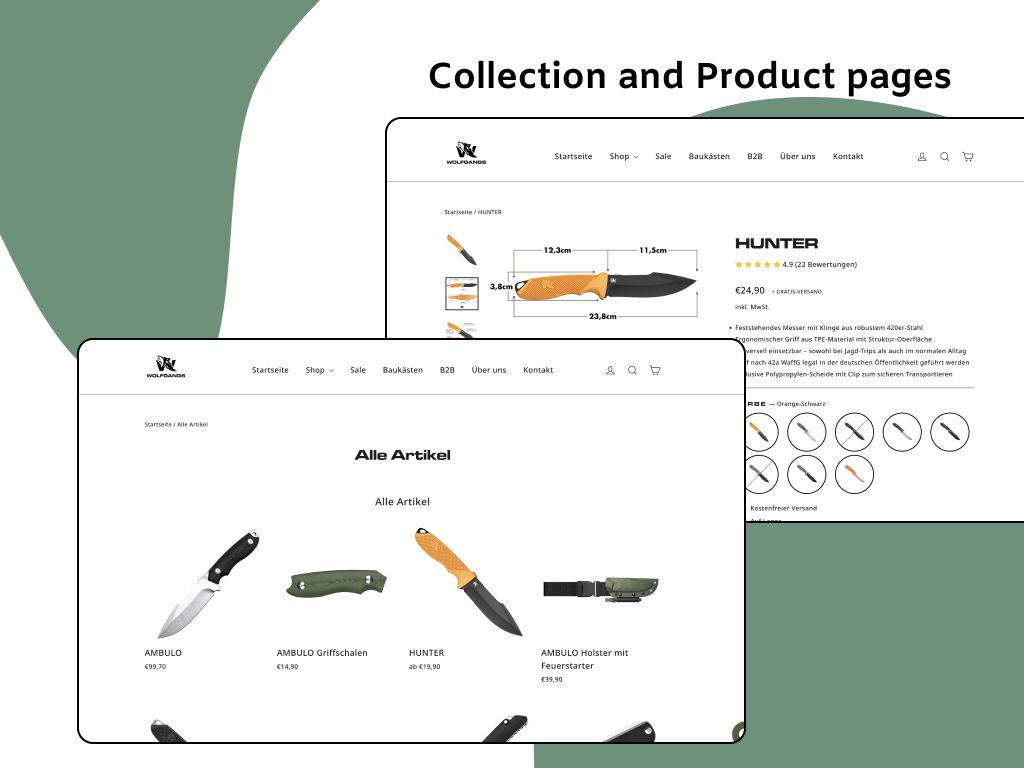 Collection and Product pages
WOLFGANGS
Startseite Shop Sale Baukästen B2B Über uns Kontakt
Startseite / HUNTER
12,3cm 11,5cm
3,8cm
23,8cm
HUNTER
4.9 (22 Bewertungen)
€24,90 + GRATIS-VERSAND
inkl. MwSt.
• Feststehendes Messer mit Klinge aus robustem 420er-Stahl
Ergonomischer Griff aus TPE-Material mit Struktur-Oberfläche
versell einsetzbar – sowohl bei Jagd-Trips als auch im normalen Alltag
f nach 42a WaffG legal in der deutschen Öffentlichkeit geführt werden
lusive Polypropylen-Scheide mit Clip zum sicheren Transportieren
RBE — Orange-Schwarz
Kostenfreier Versand
WOLFGANGS
Startseite Shop Sale Baukästen B2B Über uns Kontakt
Startseite / Alle Artikel
Alle Artikel
Alle Artikel
AMBULO
€99,70
AMBULO Griffschalen
€14,90
HUNTER
ab €19,90
AMBULO Holster mit
Feuerstarter
€39,90